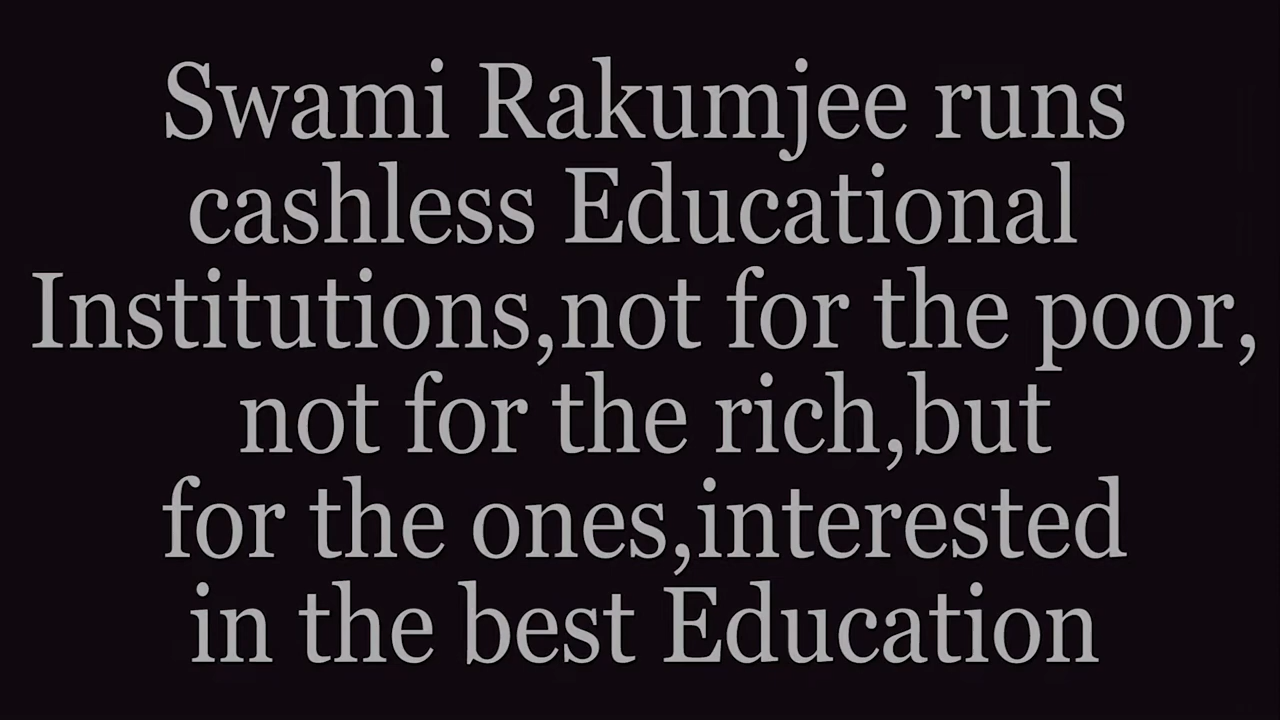 Swami Rakumjee runs
cashless Educational
Institutions,not for the poor,
not for the rich,but
for the ones,interested
in the best Education